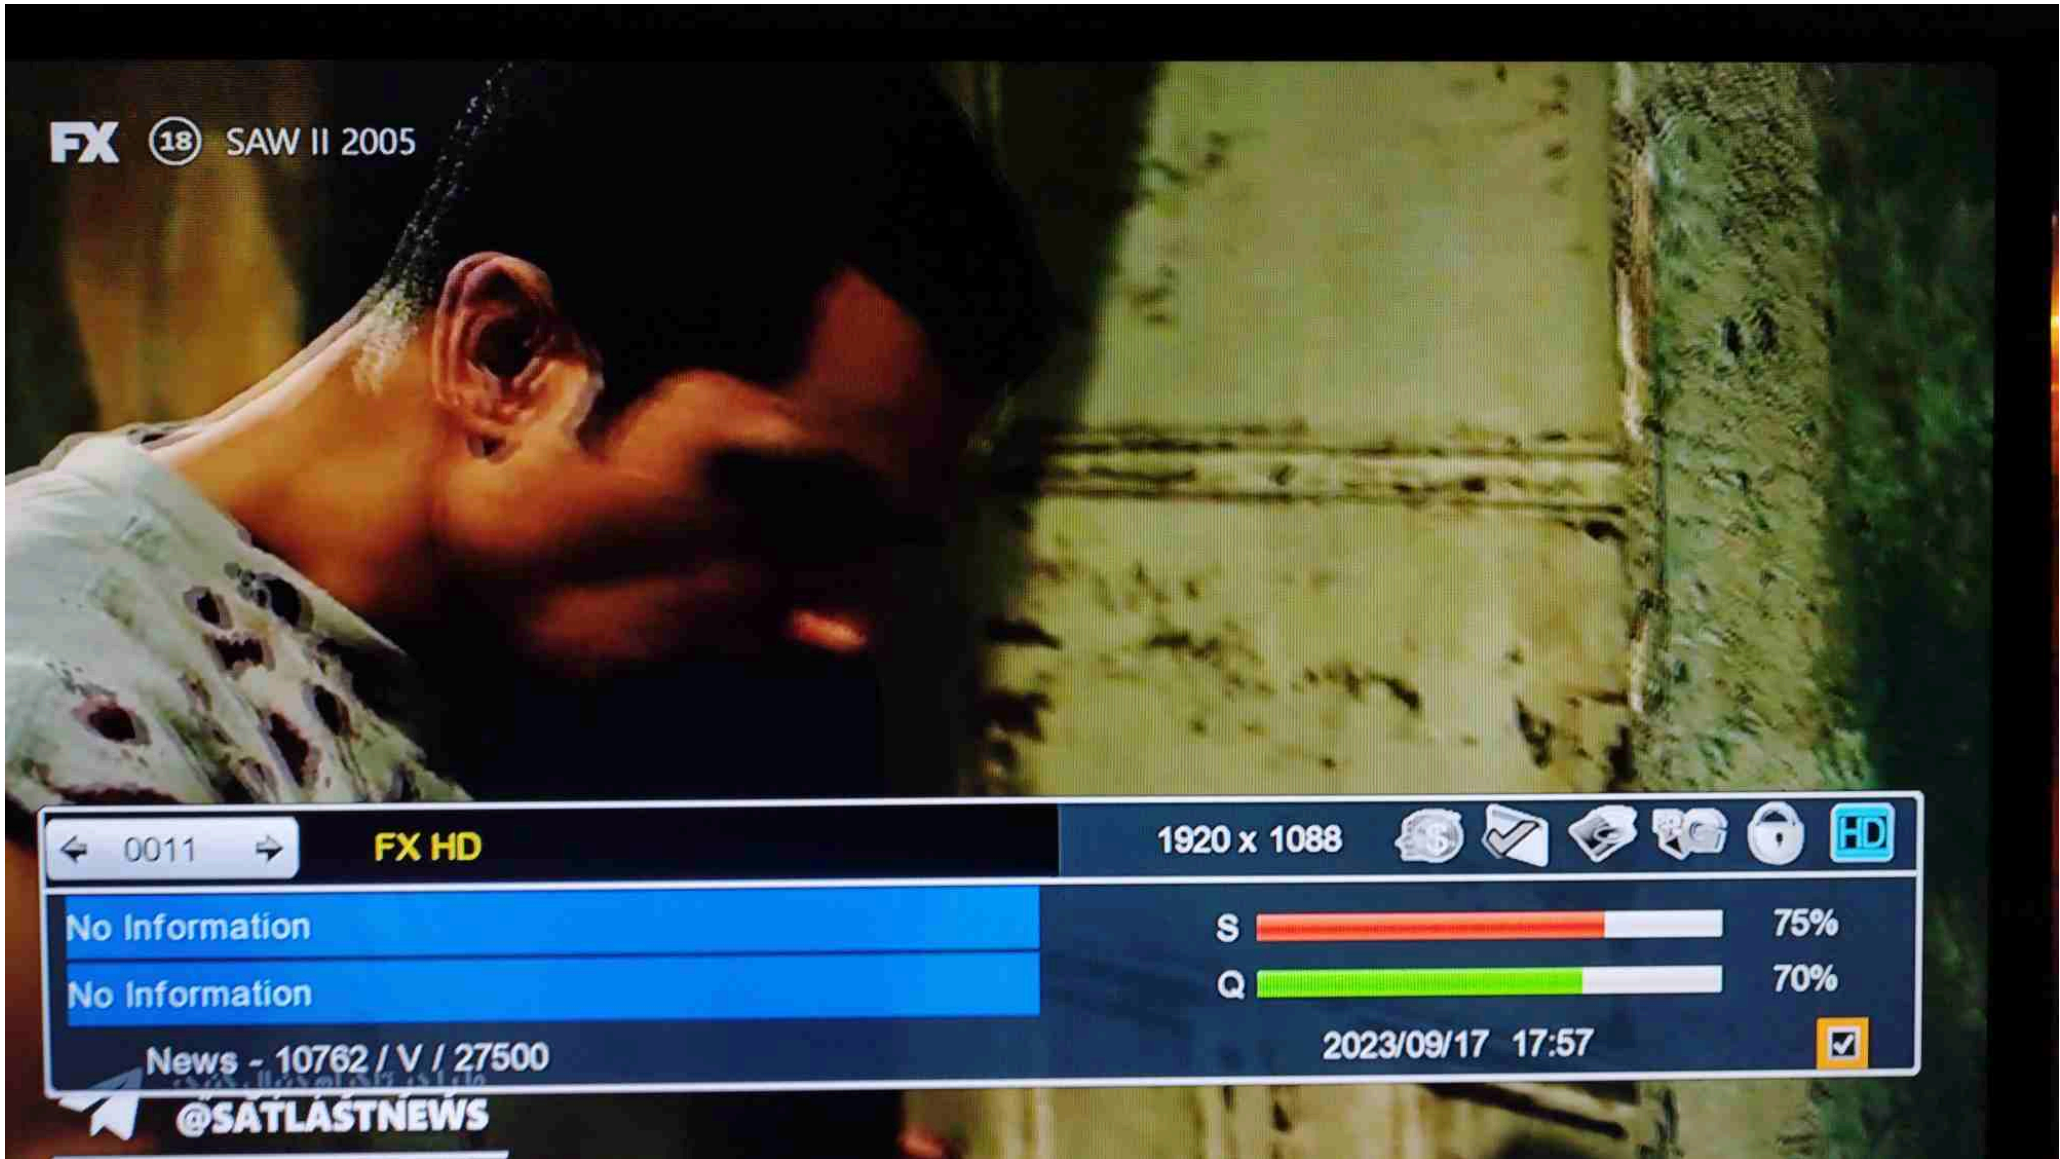 FX 18 SAW II 2005
0011 FX HD 1920 x 1088 HD
No Information S 75%
No Information Q 70%
News - 10762 / V / 27500 2023/09/17 17:57
@SATLASTNEWS